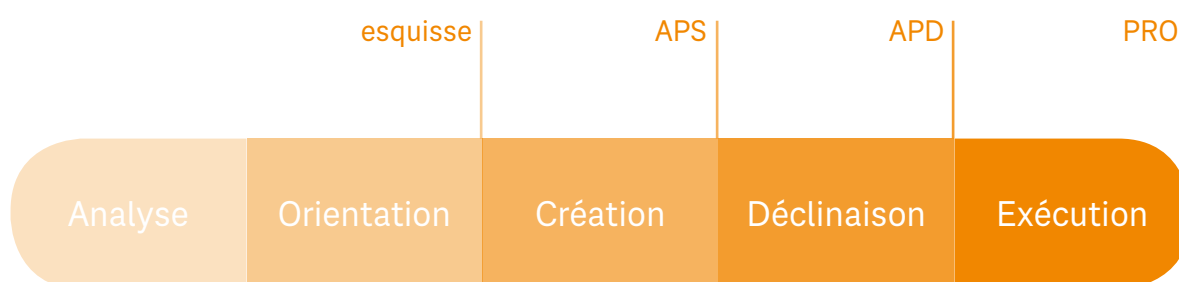 esquisse APS APD PRO
Analyse Orientation Création Déclinaison Exécution